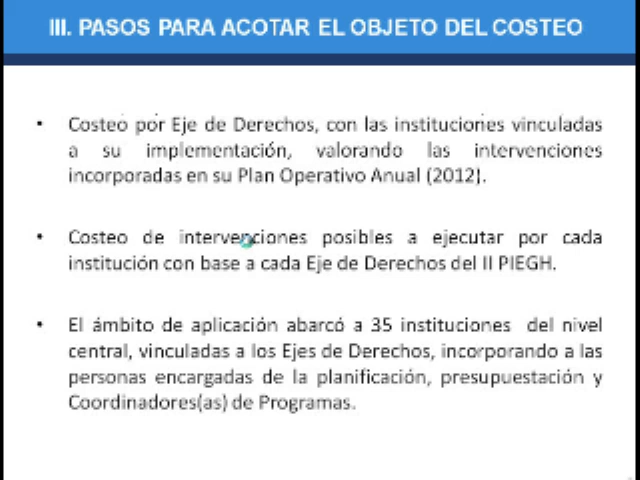 III. PASOS PARA ACOTAR EL OBJETO DEL COSTEO
• Costeo por Eje de Derechos, con las instituciones vinculadas
a su implementación, valorando las intervenciones
incorporadas en su Plan Operativo Anual (2012).
• Costeo de intervenciones posibles a ejecutar por cada
institución con base a cada Eje de Derechos del II PIEGH.
• El ámbito de aplicación abarcó a 35 instituciones del nivel
central, vinculadas a los Ejes de Derechos, incorporando a las
personas encargadas de la planificación, presupuestación y
Coordinadores(as) de Programas.